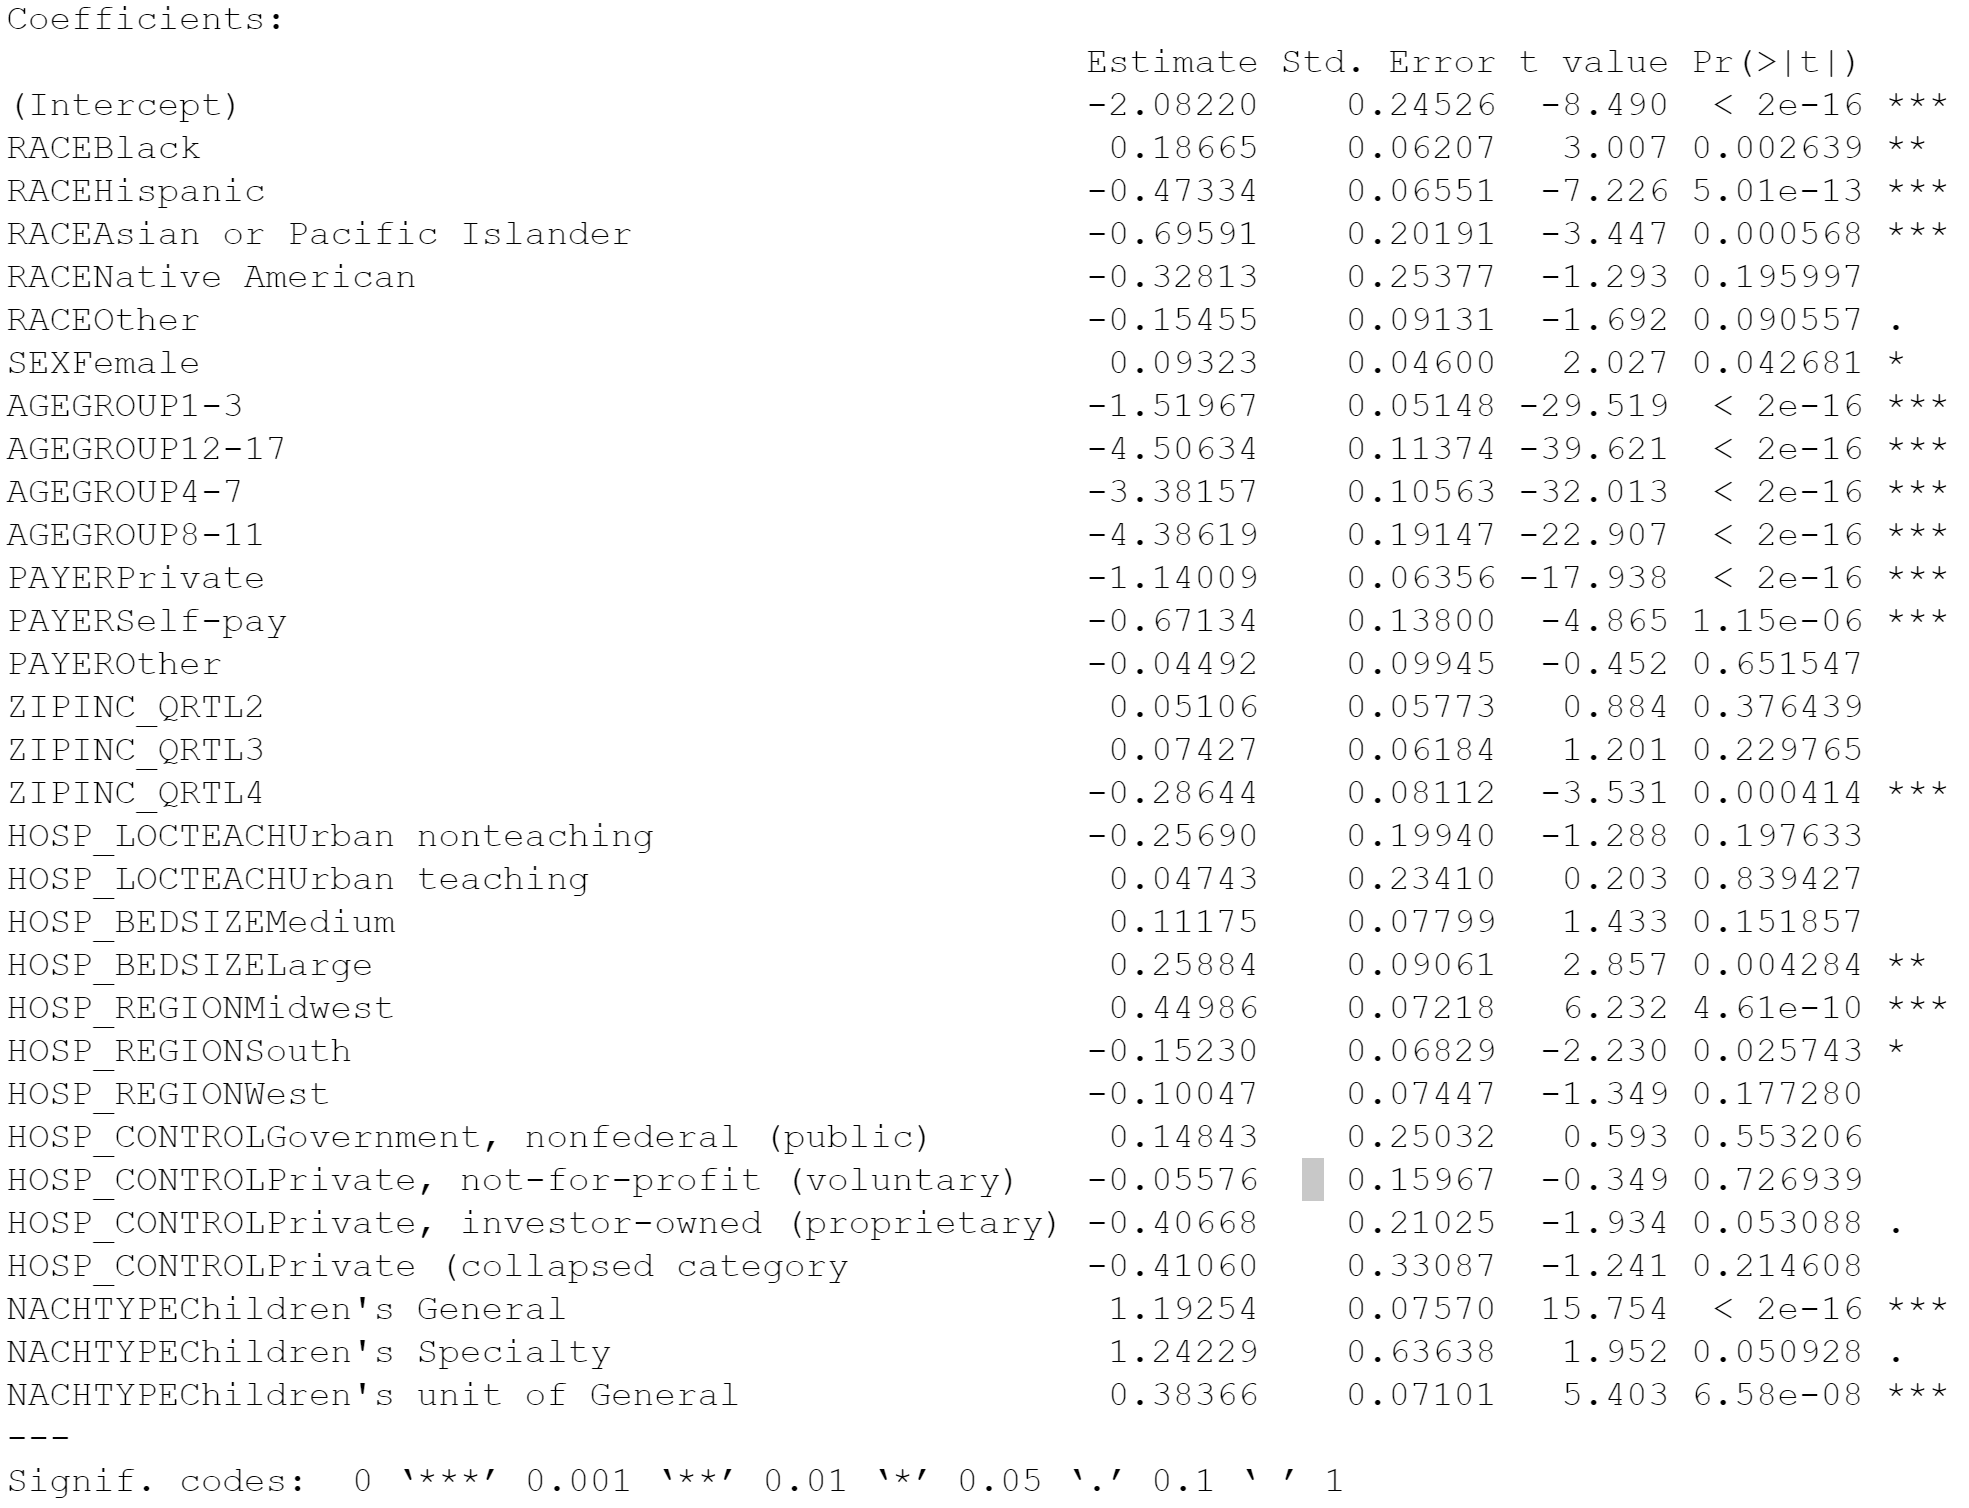 Coefficients:
Estimate Std. Error t value Pr(>|t|)
(Intercept) -2.08220 0.24526 -8.490 < 2e-16 ***
RACEBlack 0.18665 0.06207 3.007 0.002639 **
RACEHispanic -0.47334 0.06551 -7.226 5.01e-13 ***
RACEAsian or Pacific Islander -0.69591 0.20191 -3.447 0.000568 ***
RACENative American -0.32813 0.25377 -1.293 0.195997
RACEOther -0.15455 0.09131 -1.692 0.090557 .
SEXFemale 0.09323 0.04600 2.027 0.042681 *
AGEGROUP1-3 -1.51967 0.05148 -29.519 < 2e-16 ***
AGEGROUP12-17 -4.50634 0.11374 -39.621 < 2e-16 ***
AGEGROUP4-7 -3.38157 0.10563 -32.013 < 2e-16 ***
AGEGROUP8-11 -4.38619 0.19147 -22.907 < 2e-16 ***
PAYERPrivate -1.14009 0.06356 -17.938 < 2e-16 ***
PAYERSelf-pay -0.67134 0.13800 -4.865 1.15e-06 ***
PAYEROther -0.04492 0.09945 -0.452 0.651547
ZIPINC_QRTL2 0.05106 0.05773 0.884 0.376439
ZIPINC_QRTL3 0.07427 0.06184 1.201 0.229765
ZIPINC_QRTL4 -0.28644 0.08112 -3.531 0.000414 ***
HOSP_LOCTEACHUrban nonteaching -0.25690 0.19940 -1.288 0.197633
HOSP_LOCTEACHUrban teaching 0.04743 0.23410 0.203 0.839427
HOSP_BEDSIZEMedium 0.11175 0.07799 1.433 0.151857
HOSP_BEDSIZELarge 0.25884 0.09061 2.857 0.004284 **
HOSP_REGIONMidwest 0.44986 0.07218 6.232 4.61e-10 ***
HOSP_REGIONSouth -0.15230 0.06829 -2.230 0.025743 *
HOSP_REGIONWest -0.10047 0.07447 -1.349 0.177280
HOSP_CONTROLGovernment, nonfederal (public) 0.14843 0.25032 0.593 0.553206
HOSP_CONTROLPrivate, not-for-profit (voluntary) -0.05576 0.15967 -0.349 0.726939
HOSP_CONTROLPrivate, investor-owned (proprietary) -0.40668 0.21025 -1.934 0.053088 .
HOSP_CONTROLPrivate (collapsed category -0.41060 0.33087 -1.241 0.214608
NACHTYPEChildren's General 1.19254 0.07570 15.754 < 2e-16 ***
NACHTYPEChildren's Specialty 1.24229 0.63638 1.952 0.050928 .
NACHTYPEChildren's unit of General 0.38366 0.07101 5.403 6.58e-08 ***
---
Signif. codes: 0 ‘***’ 0.001 ‘**’ 0.01 ‘*’ 0.05 ‘.’ 0.1 ‘ ’ 1